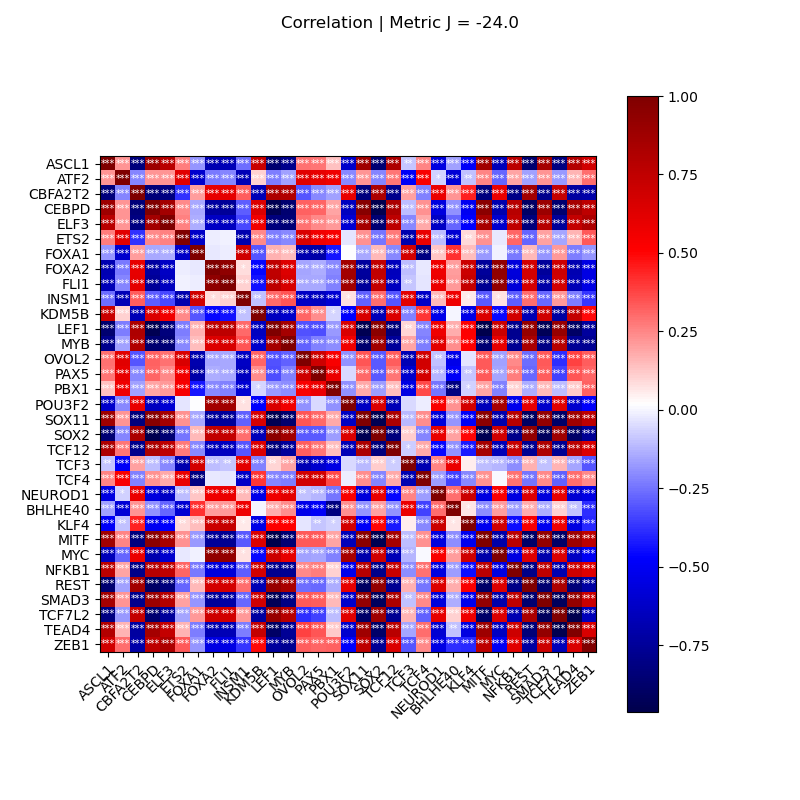 Correlation | Metric J = -24.0
ASCL1
ATF2
CBFA2T2
CEBPD
ELF3
ETS2
FOXA1
FOXA2
FLI1
INSM1
KDM5B
LEF1
MYB
OVOL2
PAX5
PBX1
POU3F2
SOX11
SOX2
TCF12
TCF3
TCF4
NEUROD1
BHLHE40
KLF4
MITF
MYC
NFKB1
REST
SMAD3
TCF7L2
TEAD4
ZEB1
ASCL1
ATF2
CBFA2T2
CEBPD
ELF3
ETS2
FOXA1
FOXA2
FLI1
INSM1
KDM5B
LEF1
MYB
OVOL2
PAX5
PBX1
POU3F2
SOX11
SOX2
TCF12
TCF3
TCF4
NEUROD1
BHLHE40
KLF4
MITF
MYC
NFKB1
REST
SMAD3
TCF7L2
TEAD4
ZEB1
1.00
0.75
0.50
0.25
0.00
−0.25
−0.50
−0.75